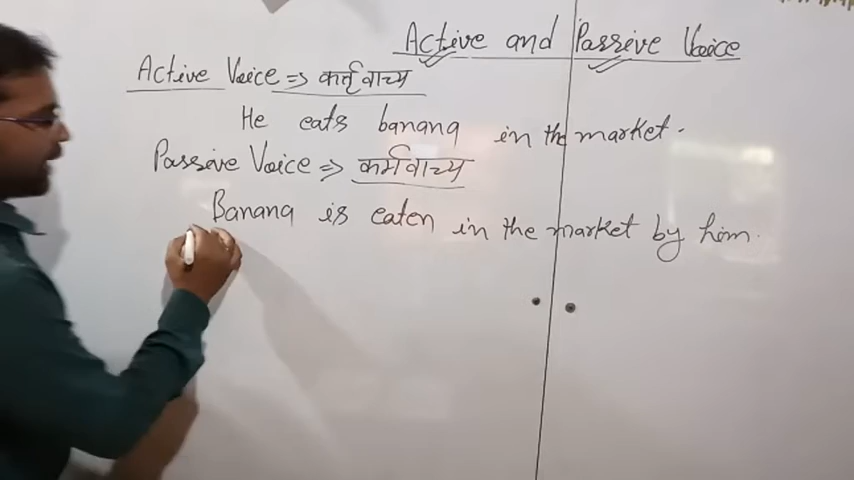 Active and Passive Voice
Active Voice => कर्तृवाच्य
He eats banana in the market.
Passive Voice => कर्मवाच्य
Banana is eaten in the market by him.